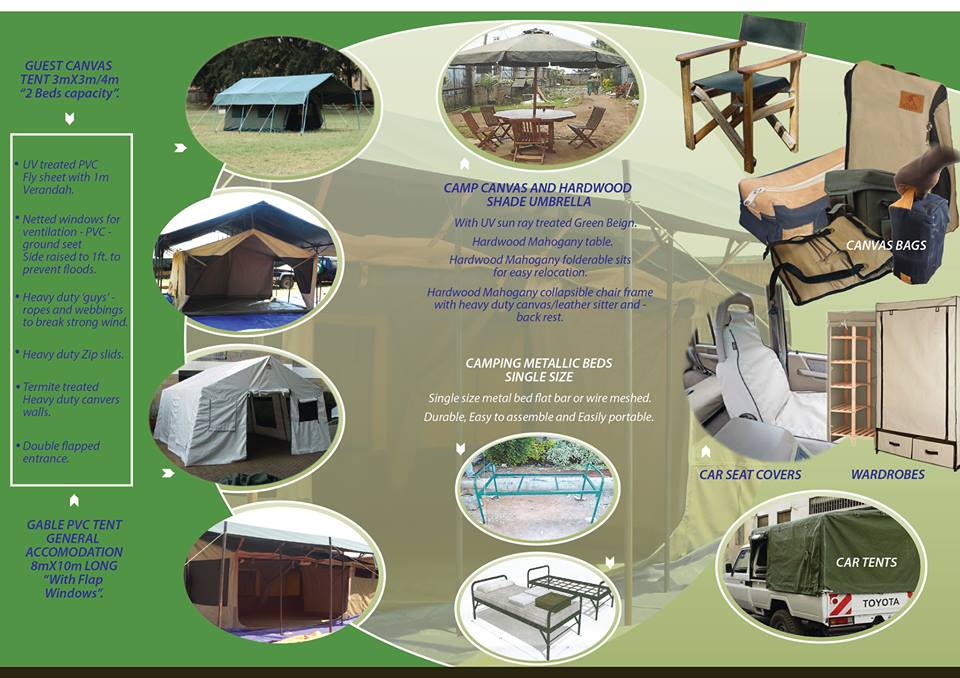 GUEST CANVAS
TENT 3mX3m/4m
“2 Beds capacity”.
• UV treated PVC
Fly sheet with 1m
Verandah.
• Netted windows for
ventilation - PVC -
ground seet
Side raised to 1ft. to
prevent floods.
• Heavy duty ‘guys’ -
ropes and webbings
to break strong wind.
• Heavy duty Zip slids.
• Termite treated
Heavy duty canvers
walls.
• Double flapped
entrance.
GABLE PVC TENT
GENERAL
ACCOMODATION
8mX10m LONG
“With Flap
Windows”.
CAMP CANVAS AND HARDWOOD
SHADE UMBRELLA
With UV sun ray treated Green Beign.
Hardwood Mahogany table.
Hardwood Mahogany folderable sits
for easy relocation.
Hardwood Mahogany collapsible chair frame
with heavy duty canvas/leather sitter and -
back rest.
CAMPING METALLIC BEDS
SINGLE SIZE
Single size metal bed flat bar or wire meshed.
Durable, Easy to assemble and Easily portable.
CANVAS BAGS
CAR SEAT COVERS
WARDROBES
CAR TENTS
TOYOTA